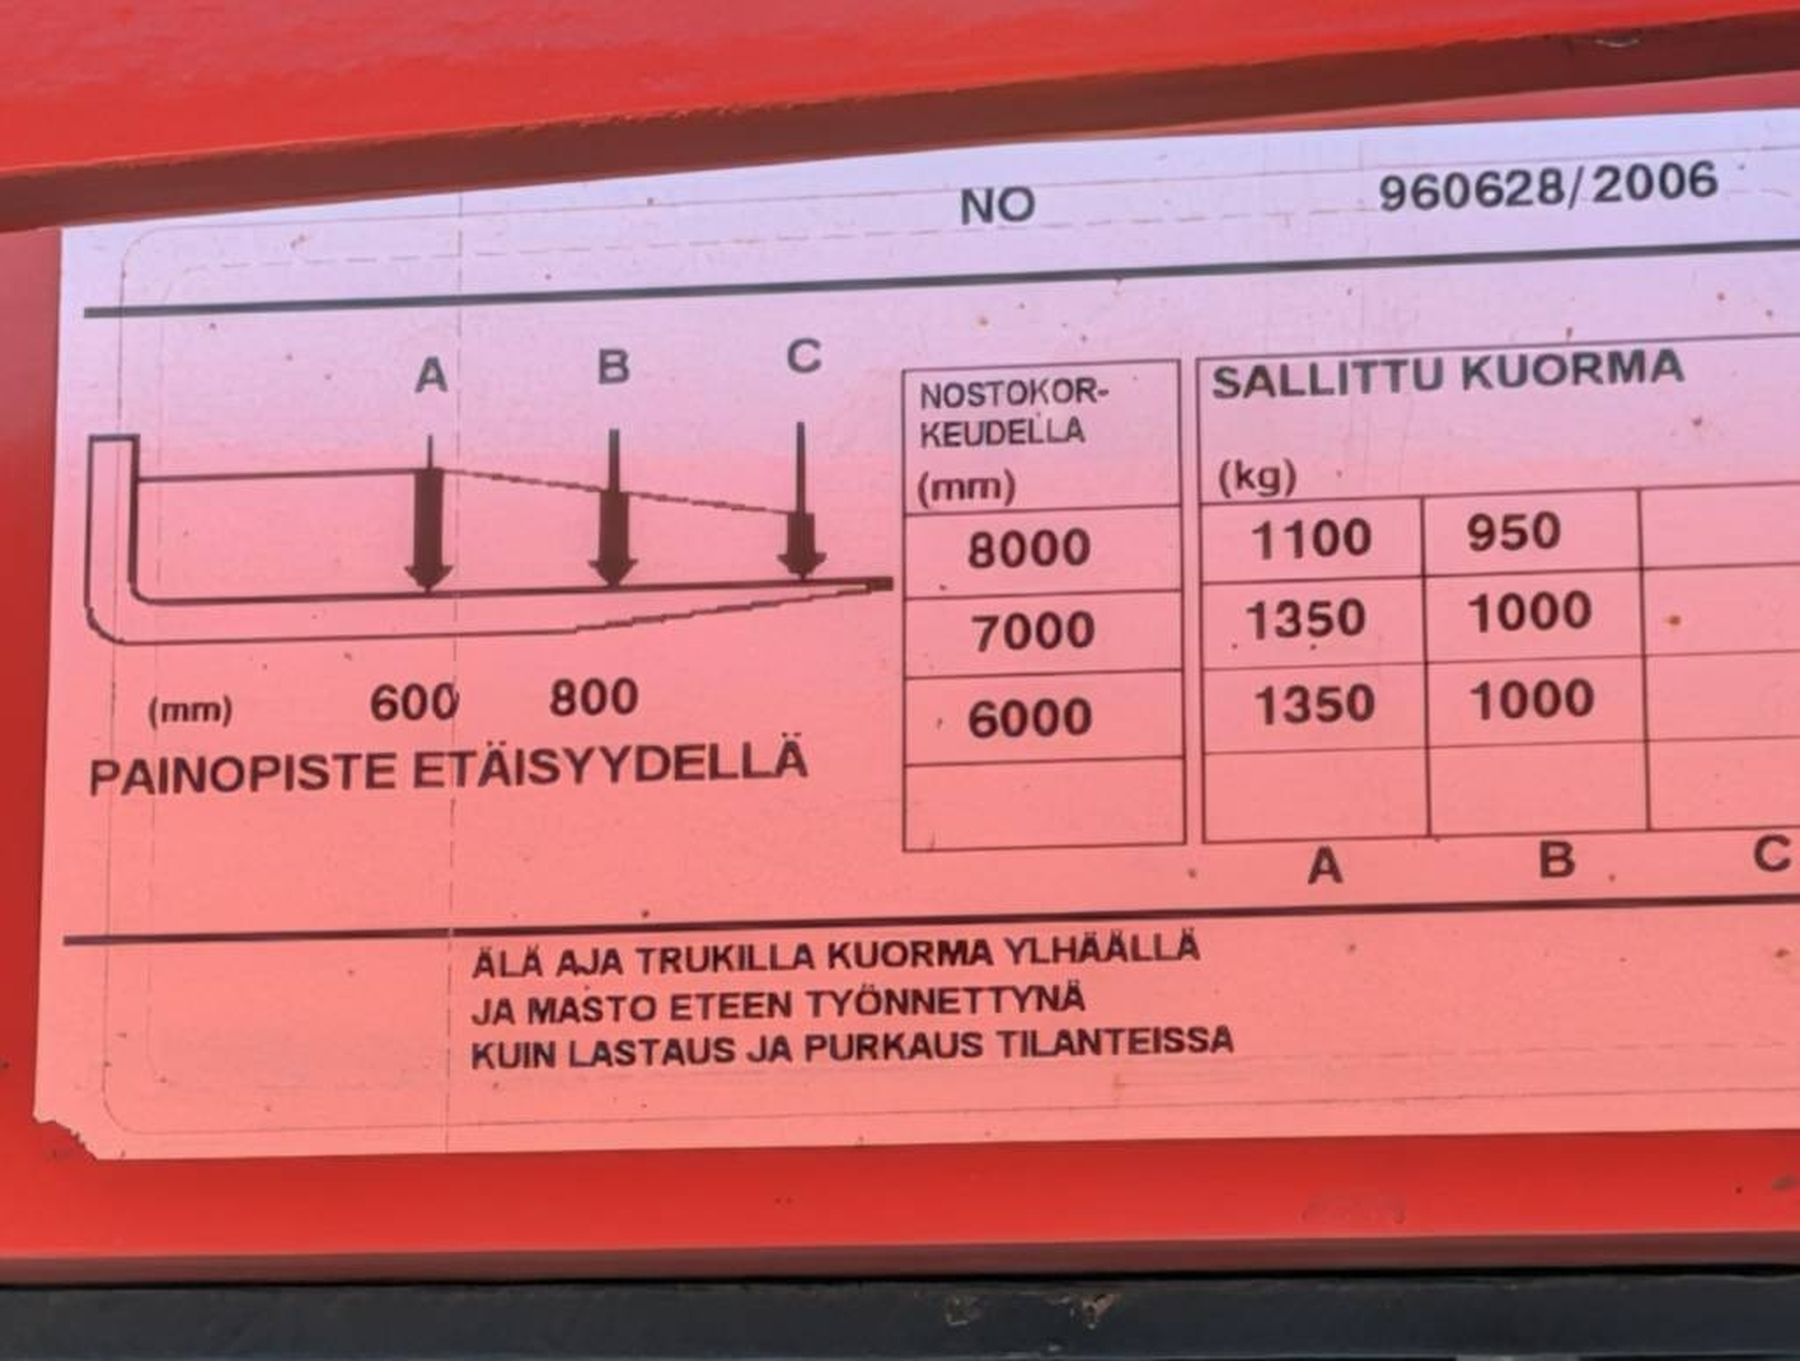 NO 960628/2006
A B C
NOSTOKOR-
KEUDELLA
(mm)
SALLITTU KUORMA
(kg)
8000 1100 950
7000 1350 1000
6000 1350 1000
A B C
(mm) 600 800
PAINOPISTE ETÄISYYDELLÄ
ÄLÄ AJA TRUKILLA KUORMA YLHÄÄLLÄ
JA MASTO ETEEN TYÖNNETTYNÄ
KUIN LASTAUS JA PURKAUS TILANTEISSA